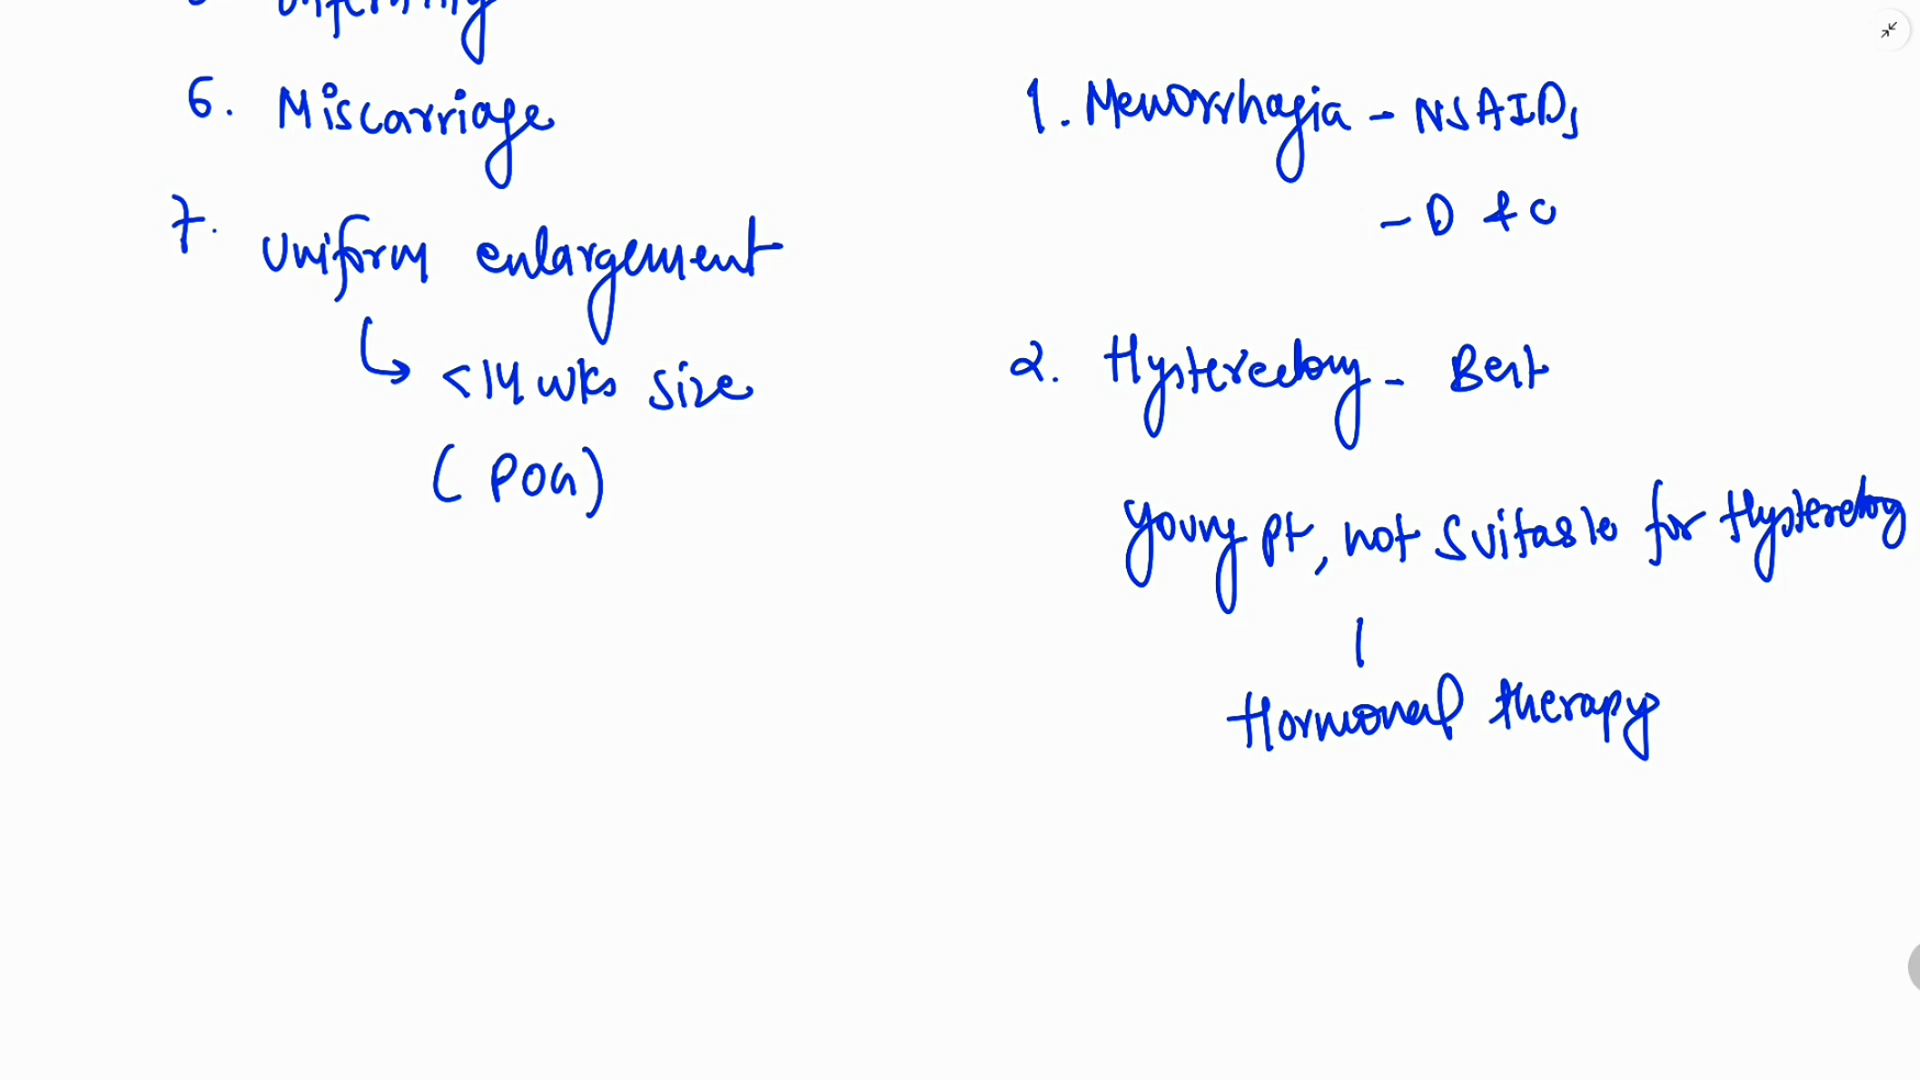 6. Miscarriage
7. Uniform enlargement
<14 wks size
(POG)
1. Menorrhagia - NSAIDs
- D & C
2. Hysterectomy - Best
young pt, not suitable for Hysterectomy
Hormonal therapy